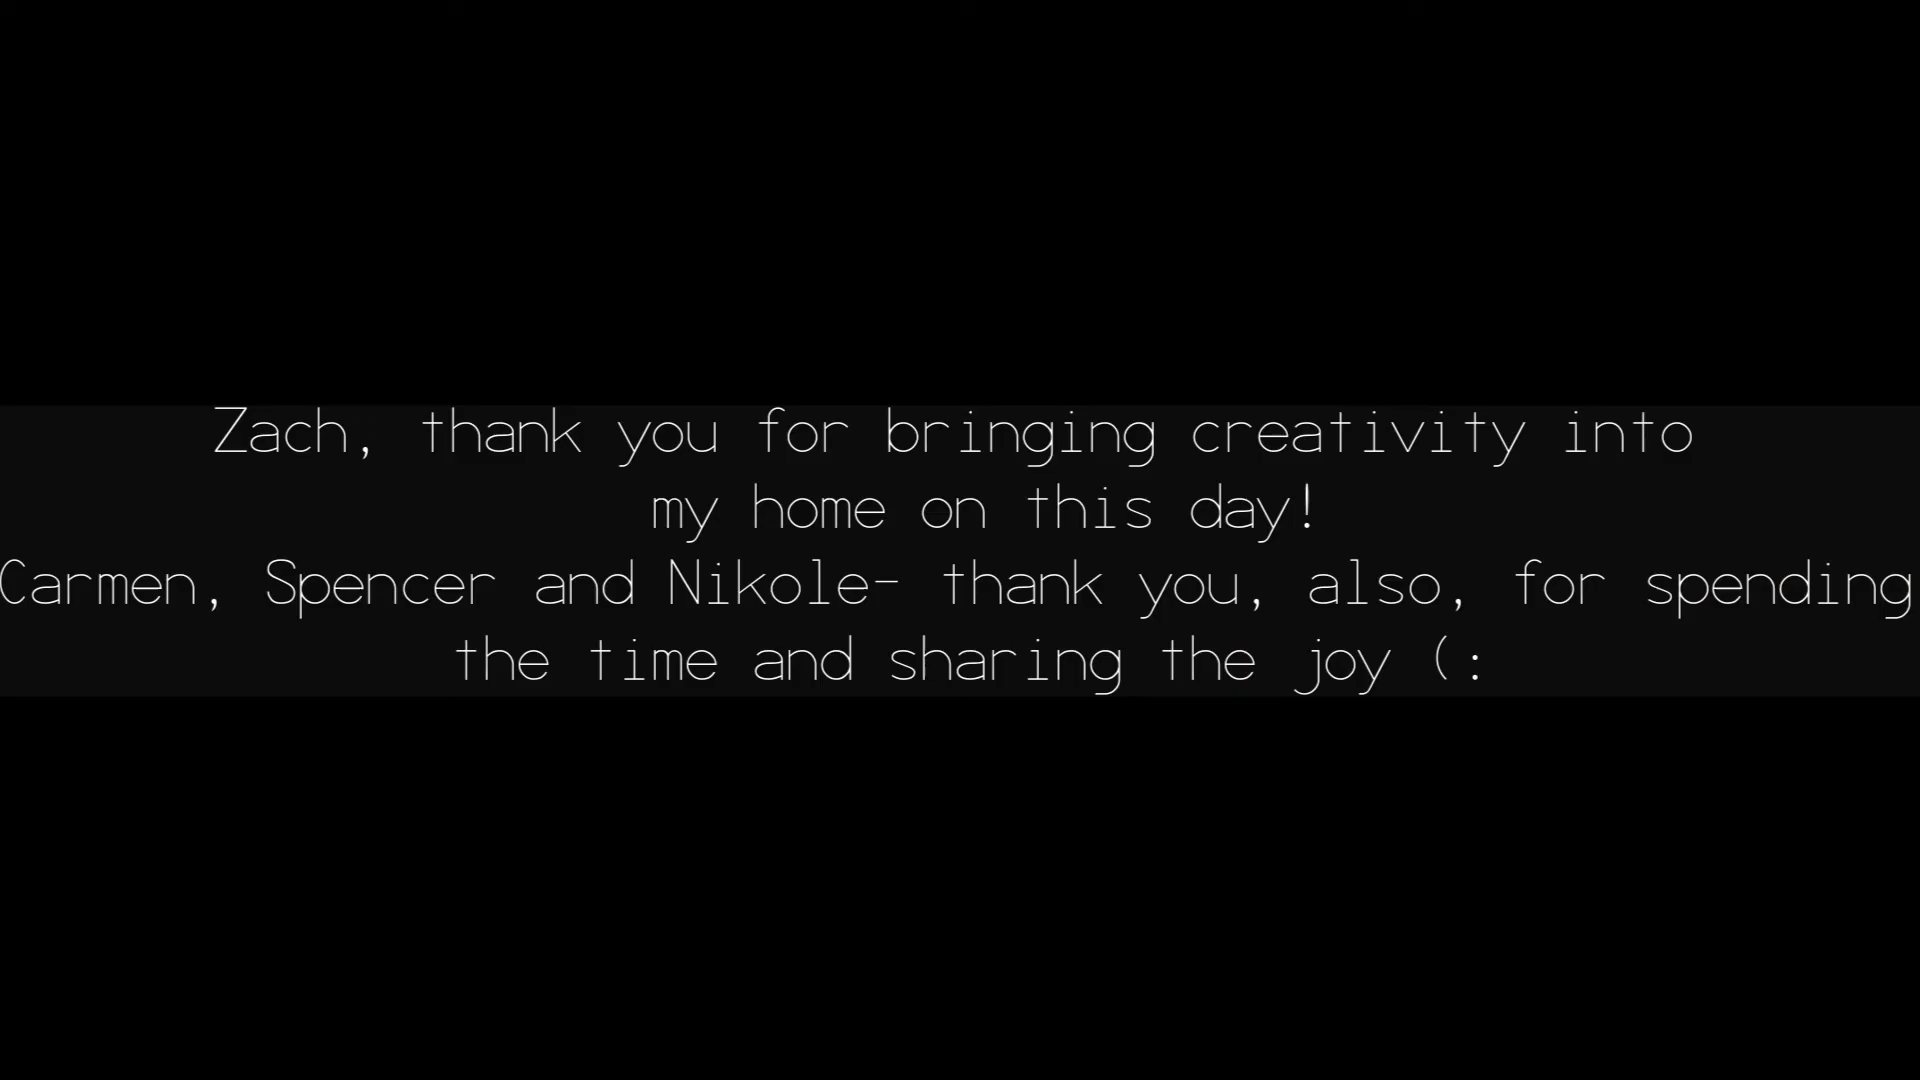 Zach, thank you for bringing creativity into
my home on this day!
Carmen, Spencer and Nikole- thank you, also, for spending
the time and sharing the joy (: